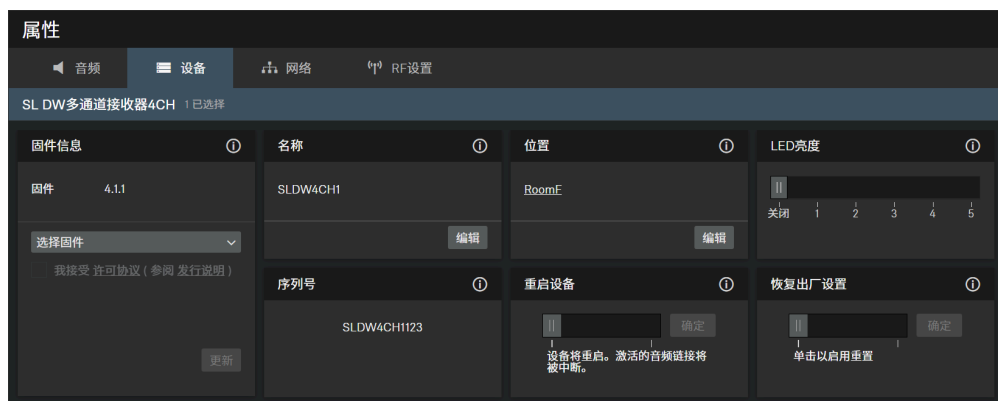 属性
音频 设备 网络 RF设置
SL DW多通道接收器4CH 1已选择
固件信息 名称 位置 LED亮度
固件 4.1.1 SLDW4CH1 RoomF
关闭 1 2 3 4 5
选择固件 编辑 编辑
我接受 许可协议 ( 参阅 发行说明 )
序列号 重启设备 恢复出厂设置
SLDW4CH1123 确定 确定
设备将重启。激活的音频链接将 单击以启用重置
被中断。
更新